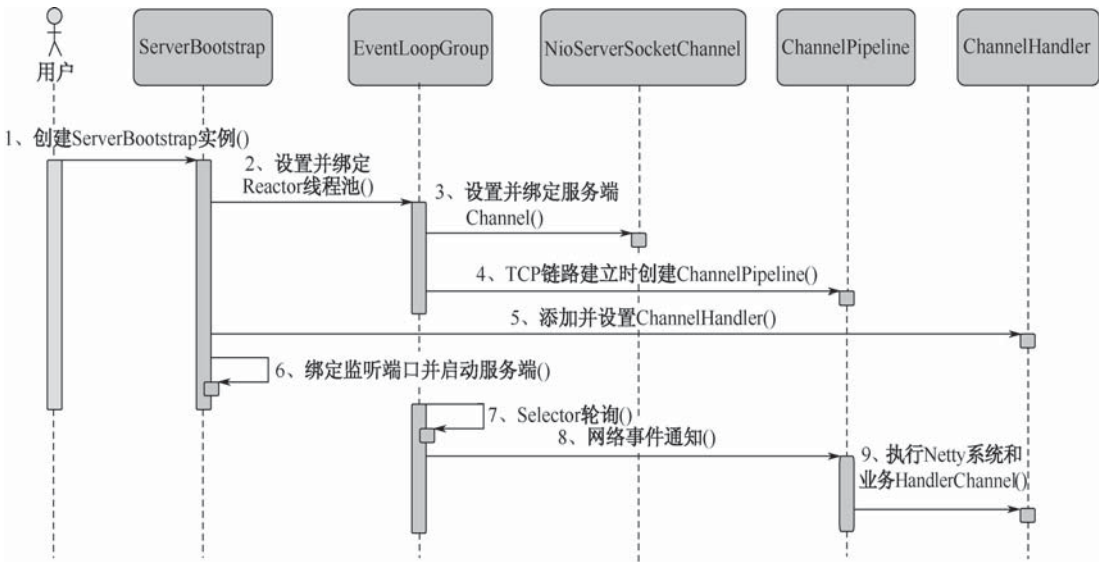 ServerBootstrap
EventLoopGroup
NioServerSocketChannel
ChannelPipeline
ChannelHandler
用户
1、创建ServerBootstrap实例()
2、设置并绑定
Reactor线程池()
3、设置并绑定服务端
Channel()
4、TCP链路建立时创建ChannelPipeline()
5、添加并设置ChannelHandler()
6、绑定监听端口并启动服务端()
7、Selector轮询()
8、网络事件通知()
9、执行Netty系统和
业务HandlerChannel()